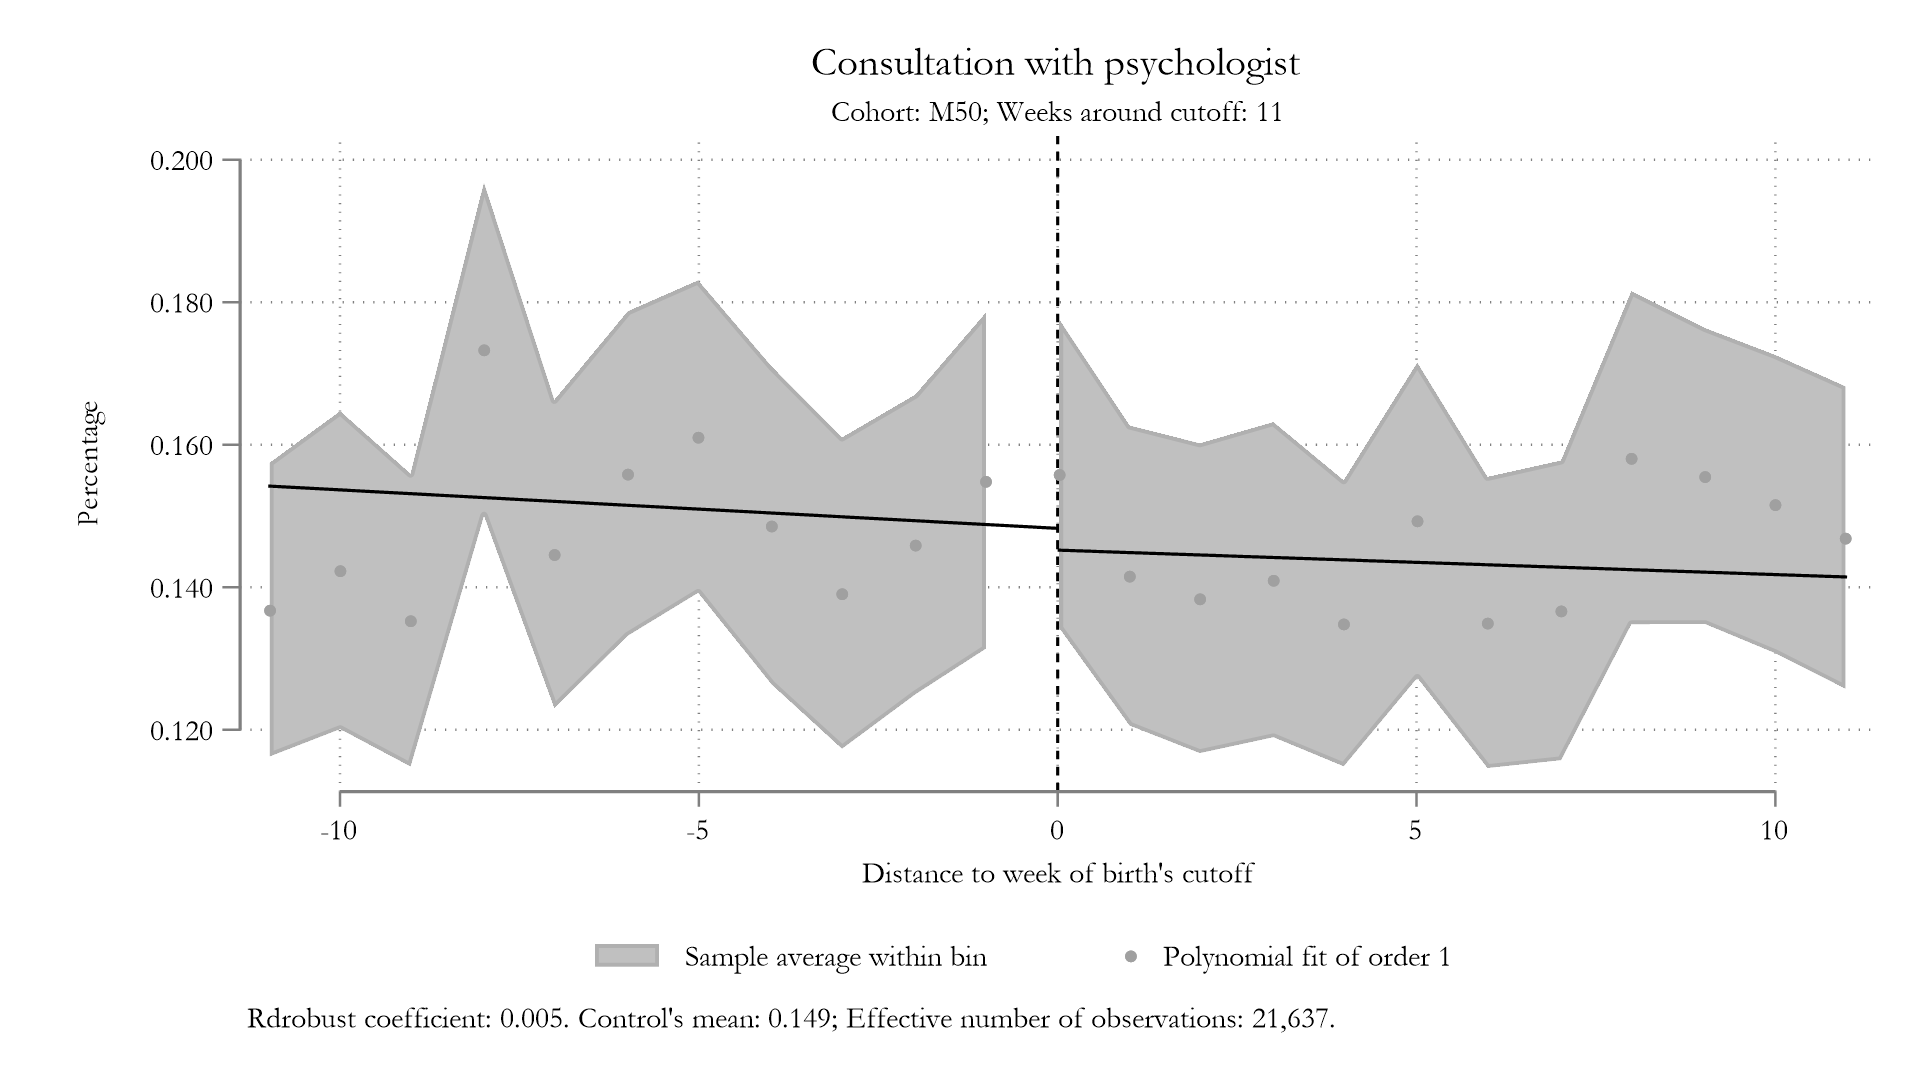 Consultation with psychologist
Cohort: M50; Weeks around cutoff: 11
0.200
0.180
0.160
0.140
0.120
Percentage
-10
-5
0
5
10
Distance to week of birth's cutoff
Sample average within bin
Polynomial fit of order 1
Rdrobust coefficient: 0.005. Control's mean: 0.149; Effective number of observations: 21,637.